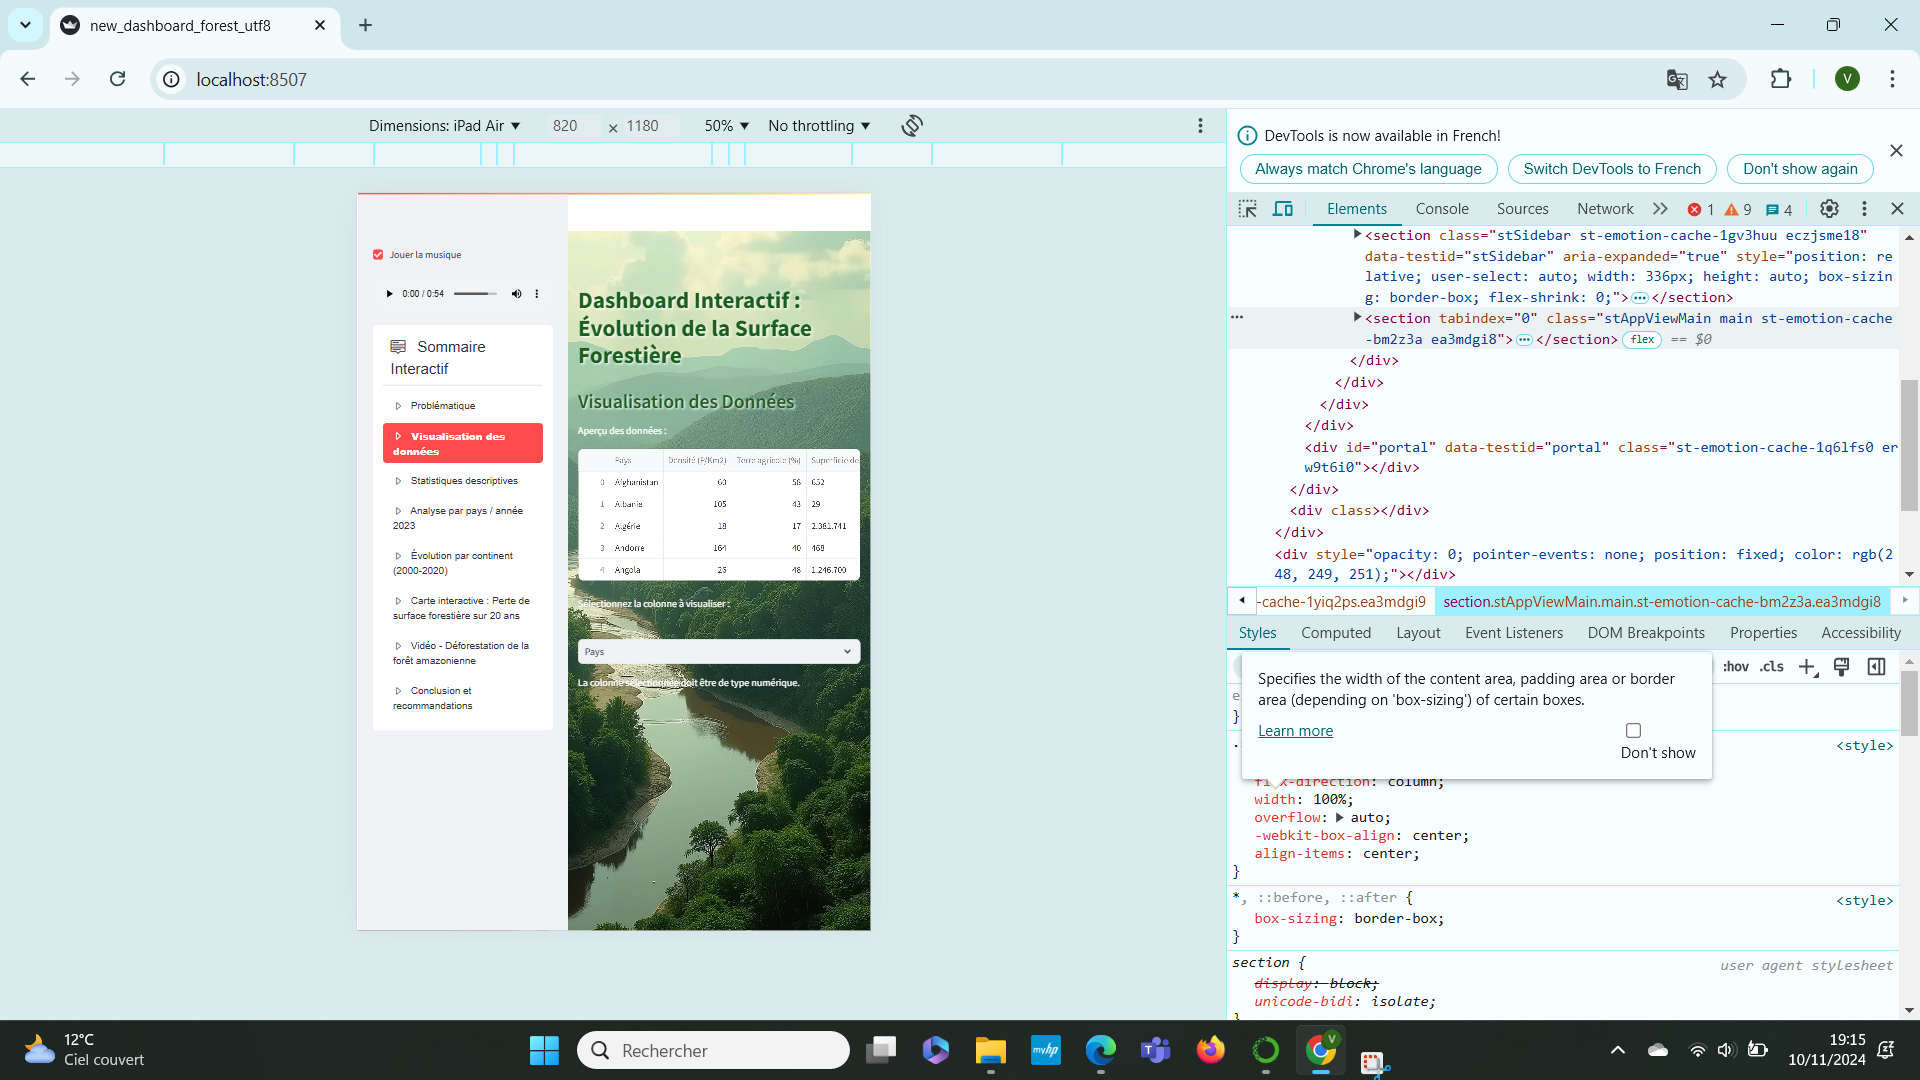 new_dashboard_forest_utf8
localhost:8507
V
Dimensions: iPad Air
820 × 1180
50%
No throttling
Jouer la musique
0:00 / 0:54
Sommaire
Interactif
Problématique
Visualisation des
données
Statistiques descriptives
Analyse par pays / année
2023
Évolution par continent
(2000-2020)
Carte interactive : Perte de
surface forestière sur 20 ans
Vidéo - Déforestation de la
forêt amazonienne
Conclusion et
recommandations
Dashboard Interactif :
Évolution de la Surface
Forestière
Visualisation des Données
Aperçu des données :
Pays Densité (P/Km2) Terre agricole (%) Superficie de
0 Afghanistan 60 58 652
1 Albanie 105 43 29
2 Algérie 18 17 2.381.741
3 Andorre 164 40 468
4 Angola 26 48 1.246.700
Sélectionnez la colonne à visualiser :
Pays
La colonne sélectionnée doit être de type numérique.
DevTools is now available in French!
Always match Chrome's language
Switch DevTools to French
Don't show again
Elements Console Sources Network 1 9 4
<section class="stSidebar st-emotion-cache-1gv3huu eczjsme18"
data-testid="stSidebar" aria-expanded="true" style="position: re
lative; user-select: auto; width: 336px; height: auto; box-sizin
g: border-box; flex-shrink: 0;"></section>
<section tabindex="0" class="stAppViewMain main st-emotion-cache
-bm2z3a ea3mdgi8"></section> flex == $0
</div>
</div>
</div>
</div>
<div id="portal" data-testid="portal" class="st-emotion-cache-1q6lfs0 er
w9t6i0"></div>
</div>
<div class></div>
</div>
<div style="opacity: 0; pointer-events: none; position: fixed; color: rgb(2
48, 249, 251);"></div>
-cache-1yiq2ps.ea3mdgi9 section.stAppViewMain.main.st-emotion-cache-bm2z3a.ea3mdgi8
Styles Computed Layout Event Listeners DOM Breakpoints Properties Accessibility
:hov .cls
Specifies the width of the content area, padding area or border
area (depending on 'box-sizing') of certain boxes.
Learn more
Don't show
}
<style>
flex-direction: column;
width: 100%;
overflow: auto;
-webkit-box-align: center;
align-items: center;
}
*, ::before, ::after { <style>
box-sizing: border-box;
}
section { user agent stylesheet
display: block;
unicode-bidi: isolate;
}
12°C
Ciel couvert
Rechercher
myhp
V
19:15
10/11/2024